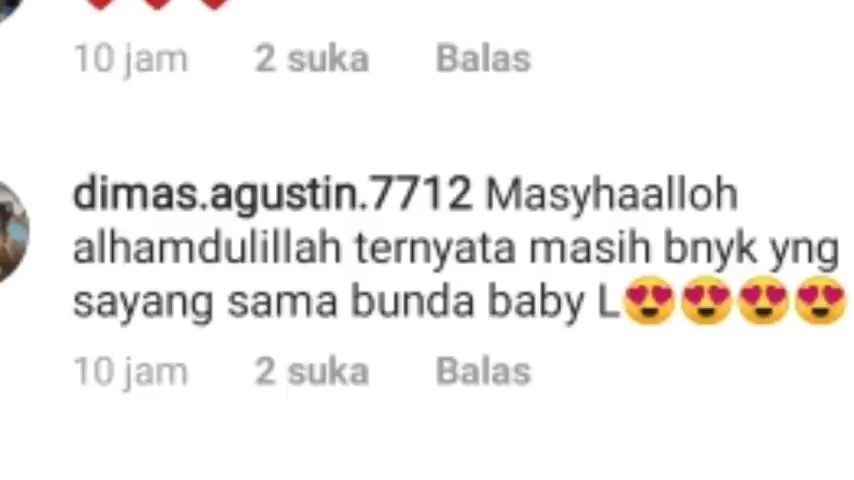 10 jam 2 suka Balas
dimas.agustin.7712 Masyhaalloh
alhamdulillah ternyata masih bnyk yng
sayang sama bunda baby L😍😍😍😍
10 jam 2 suka Balas